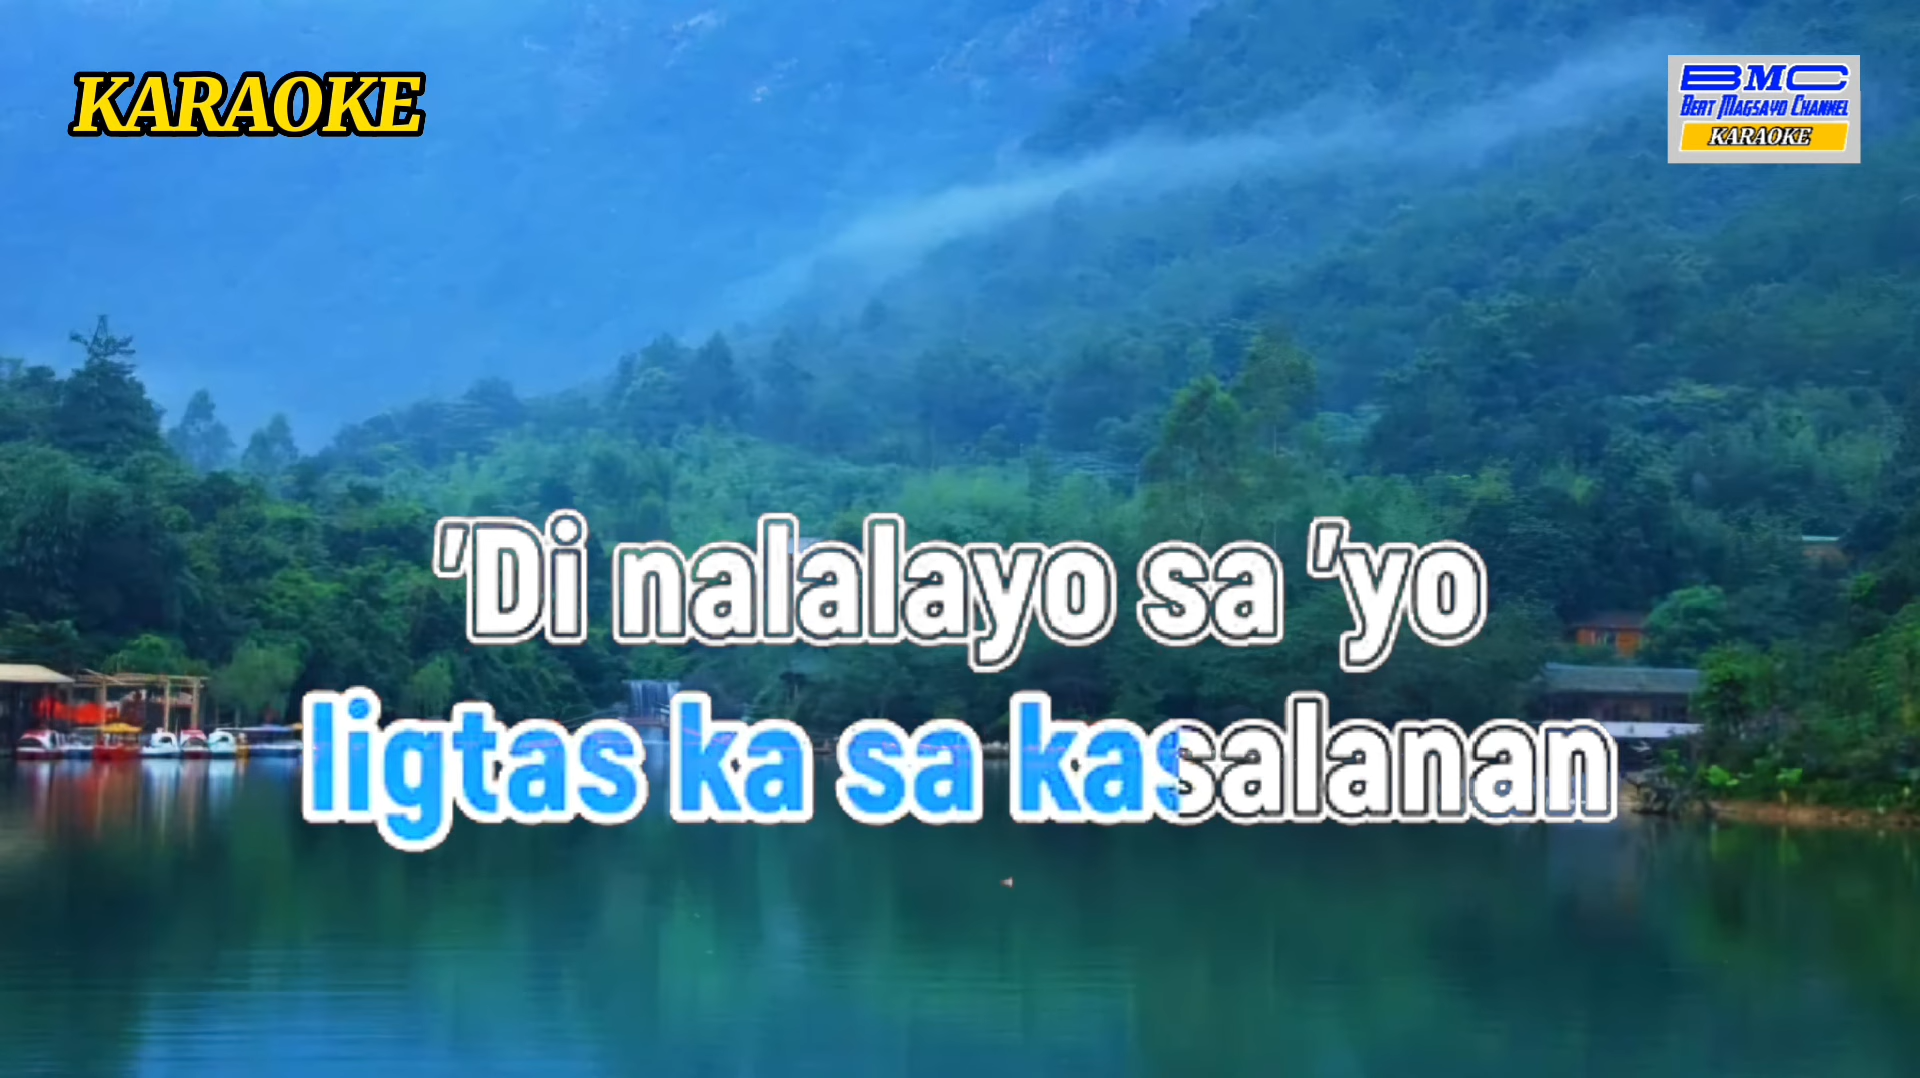 KARAOKE
BMC
BERT MAGSAYO CHANNEL
KARAOKE
'Di nalalayo sa 'yo
ligtas ka sa kasalanan